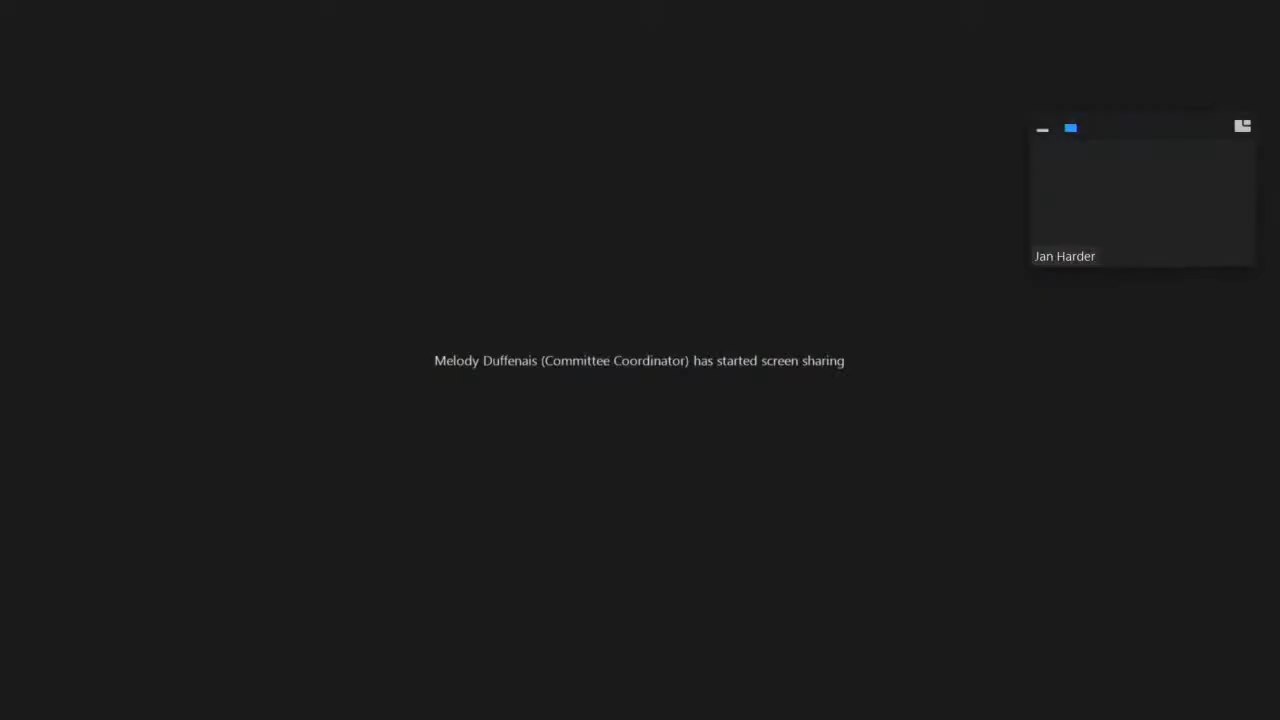 Jan Harder
Melody Duffenais (Committee Coordinator) has started screen sharing